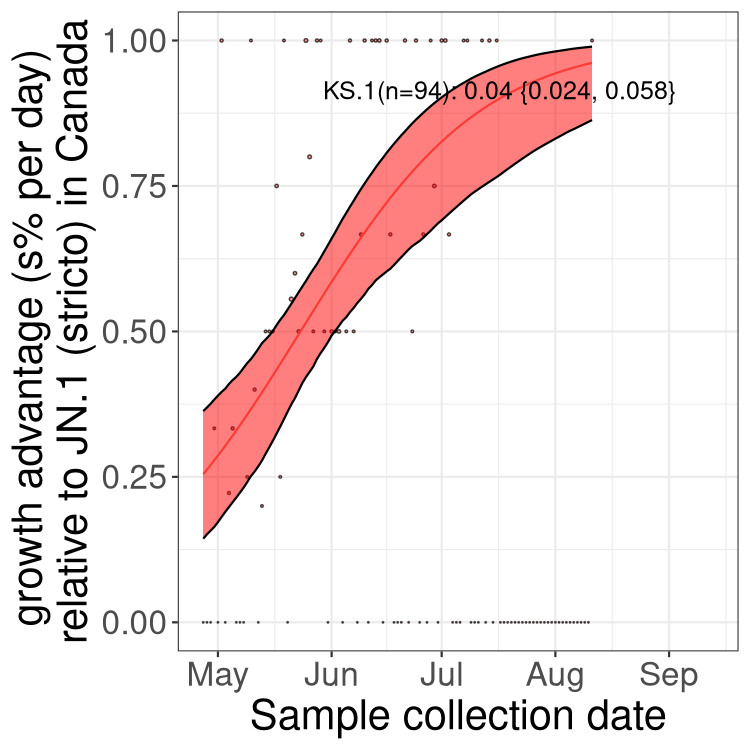 growth advantage (s% per day)
relative to JN.1 (stricto) in Canada
1.00
0.75
0.50
0.25
0.00
KS.1(n=94): 0.04 {0.024, 0.058}
May Jun Jul Aug Sep
Sample collection date